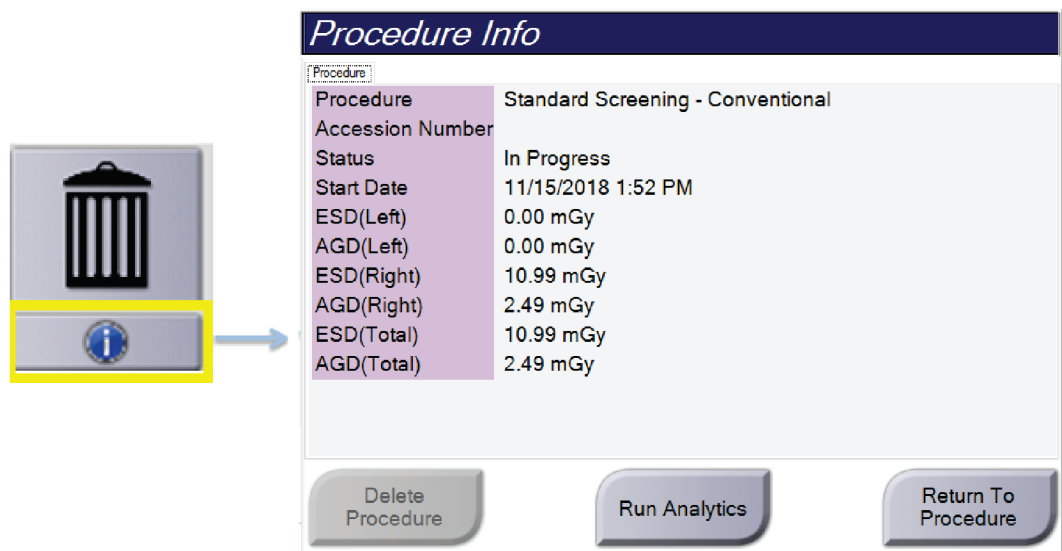 Procedure Info
Procedure
Procedure Standard Screening - Conventional
Accession Number
Status In Progress
Start Date 11/15/2018 1:52 PM
ESD(Left) 0.00 mGy
AGD(Left) 0.00 mGy
ESD(Right) 10.99 mGy
AGD(Right) 2.49 mGy
ESD(Total) 10.99 mGy
AGD(Total) 2.49 mGy
i
Delete
Procedure
Run Analytics
Return To
Procedure